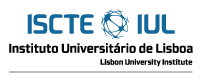 ISCTE IUL
Instituto Universitário de Lisboa
Lisbon University Institute